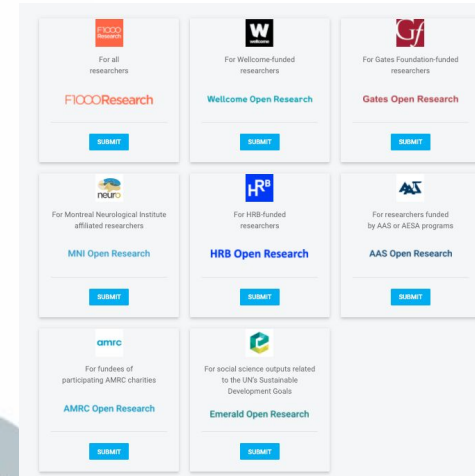 F1000
Research
For all
researchers
F1000Research
SUBMIT
W
wellcome
For Wellcome-funded
researchers
Wellcome Open Research
SUBMIT
Gf
For Gates Foundation-funded
researchers
Gates Open Research
SUBMIT
neuro
For Montreal Neurological Institute
affiliated researchers
MNI Open Research
SUBMIT
HRB
For HRB-funded
researchers
HRB Open Research
SUBMIT
AAS
For researchers funded
by AAS or AESA programs
AAS Open Research
SUBMIT
amrc
For fundees of
participating AMRC charities
AMRC Open Research
SUBMIT
For social science outputs related
to the UN's Sustainable
Development Goals
Emerald Open Research
SUBMIT